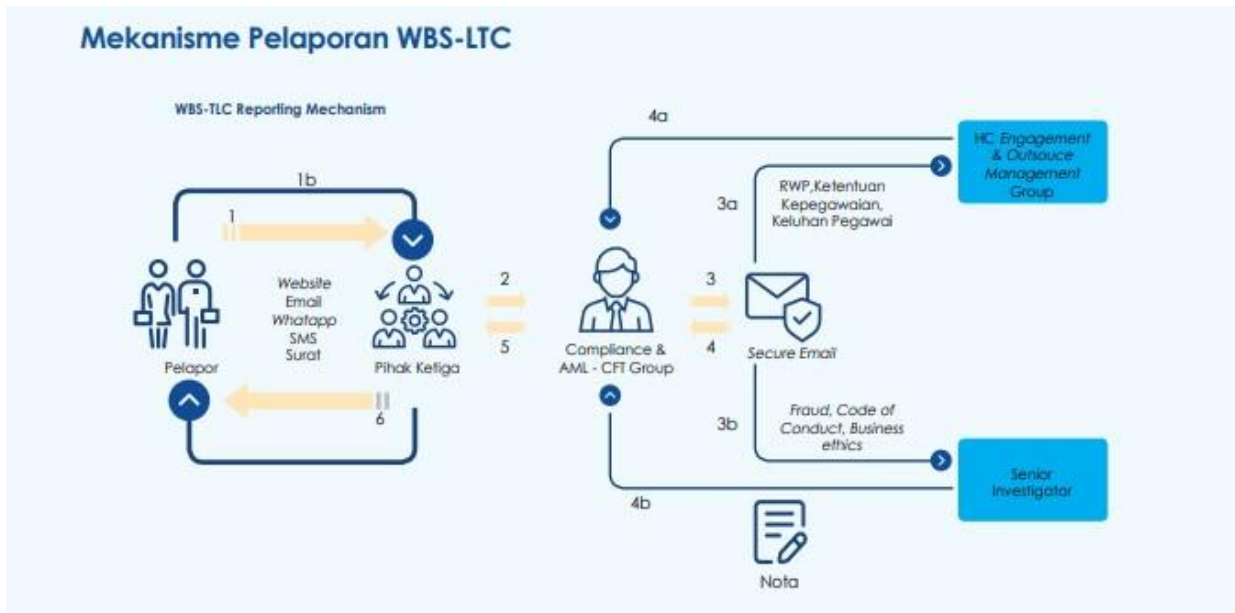 Mekanisme Pelaporan WBS-LTC
WBS-TLC Reporting Mechanism
1b
1
Website
Email
Whatapp
SMS
Surat
Pelapor
Pihak Ketiga
6
2
5
Compliance &
AML - CFT Group
3
4
Secure Email
4a
3a
RWP,Ketentuan
Kepegawaian,
Keluhan Pegawai
HC Engagement
& Outsouce
Management
Group
3b
Fraud, Code of
Conduct, Business
ethics
4b
Senior
Investigator
Nota